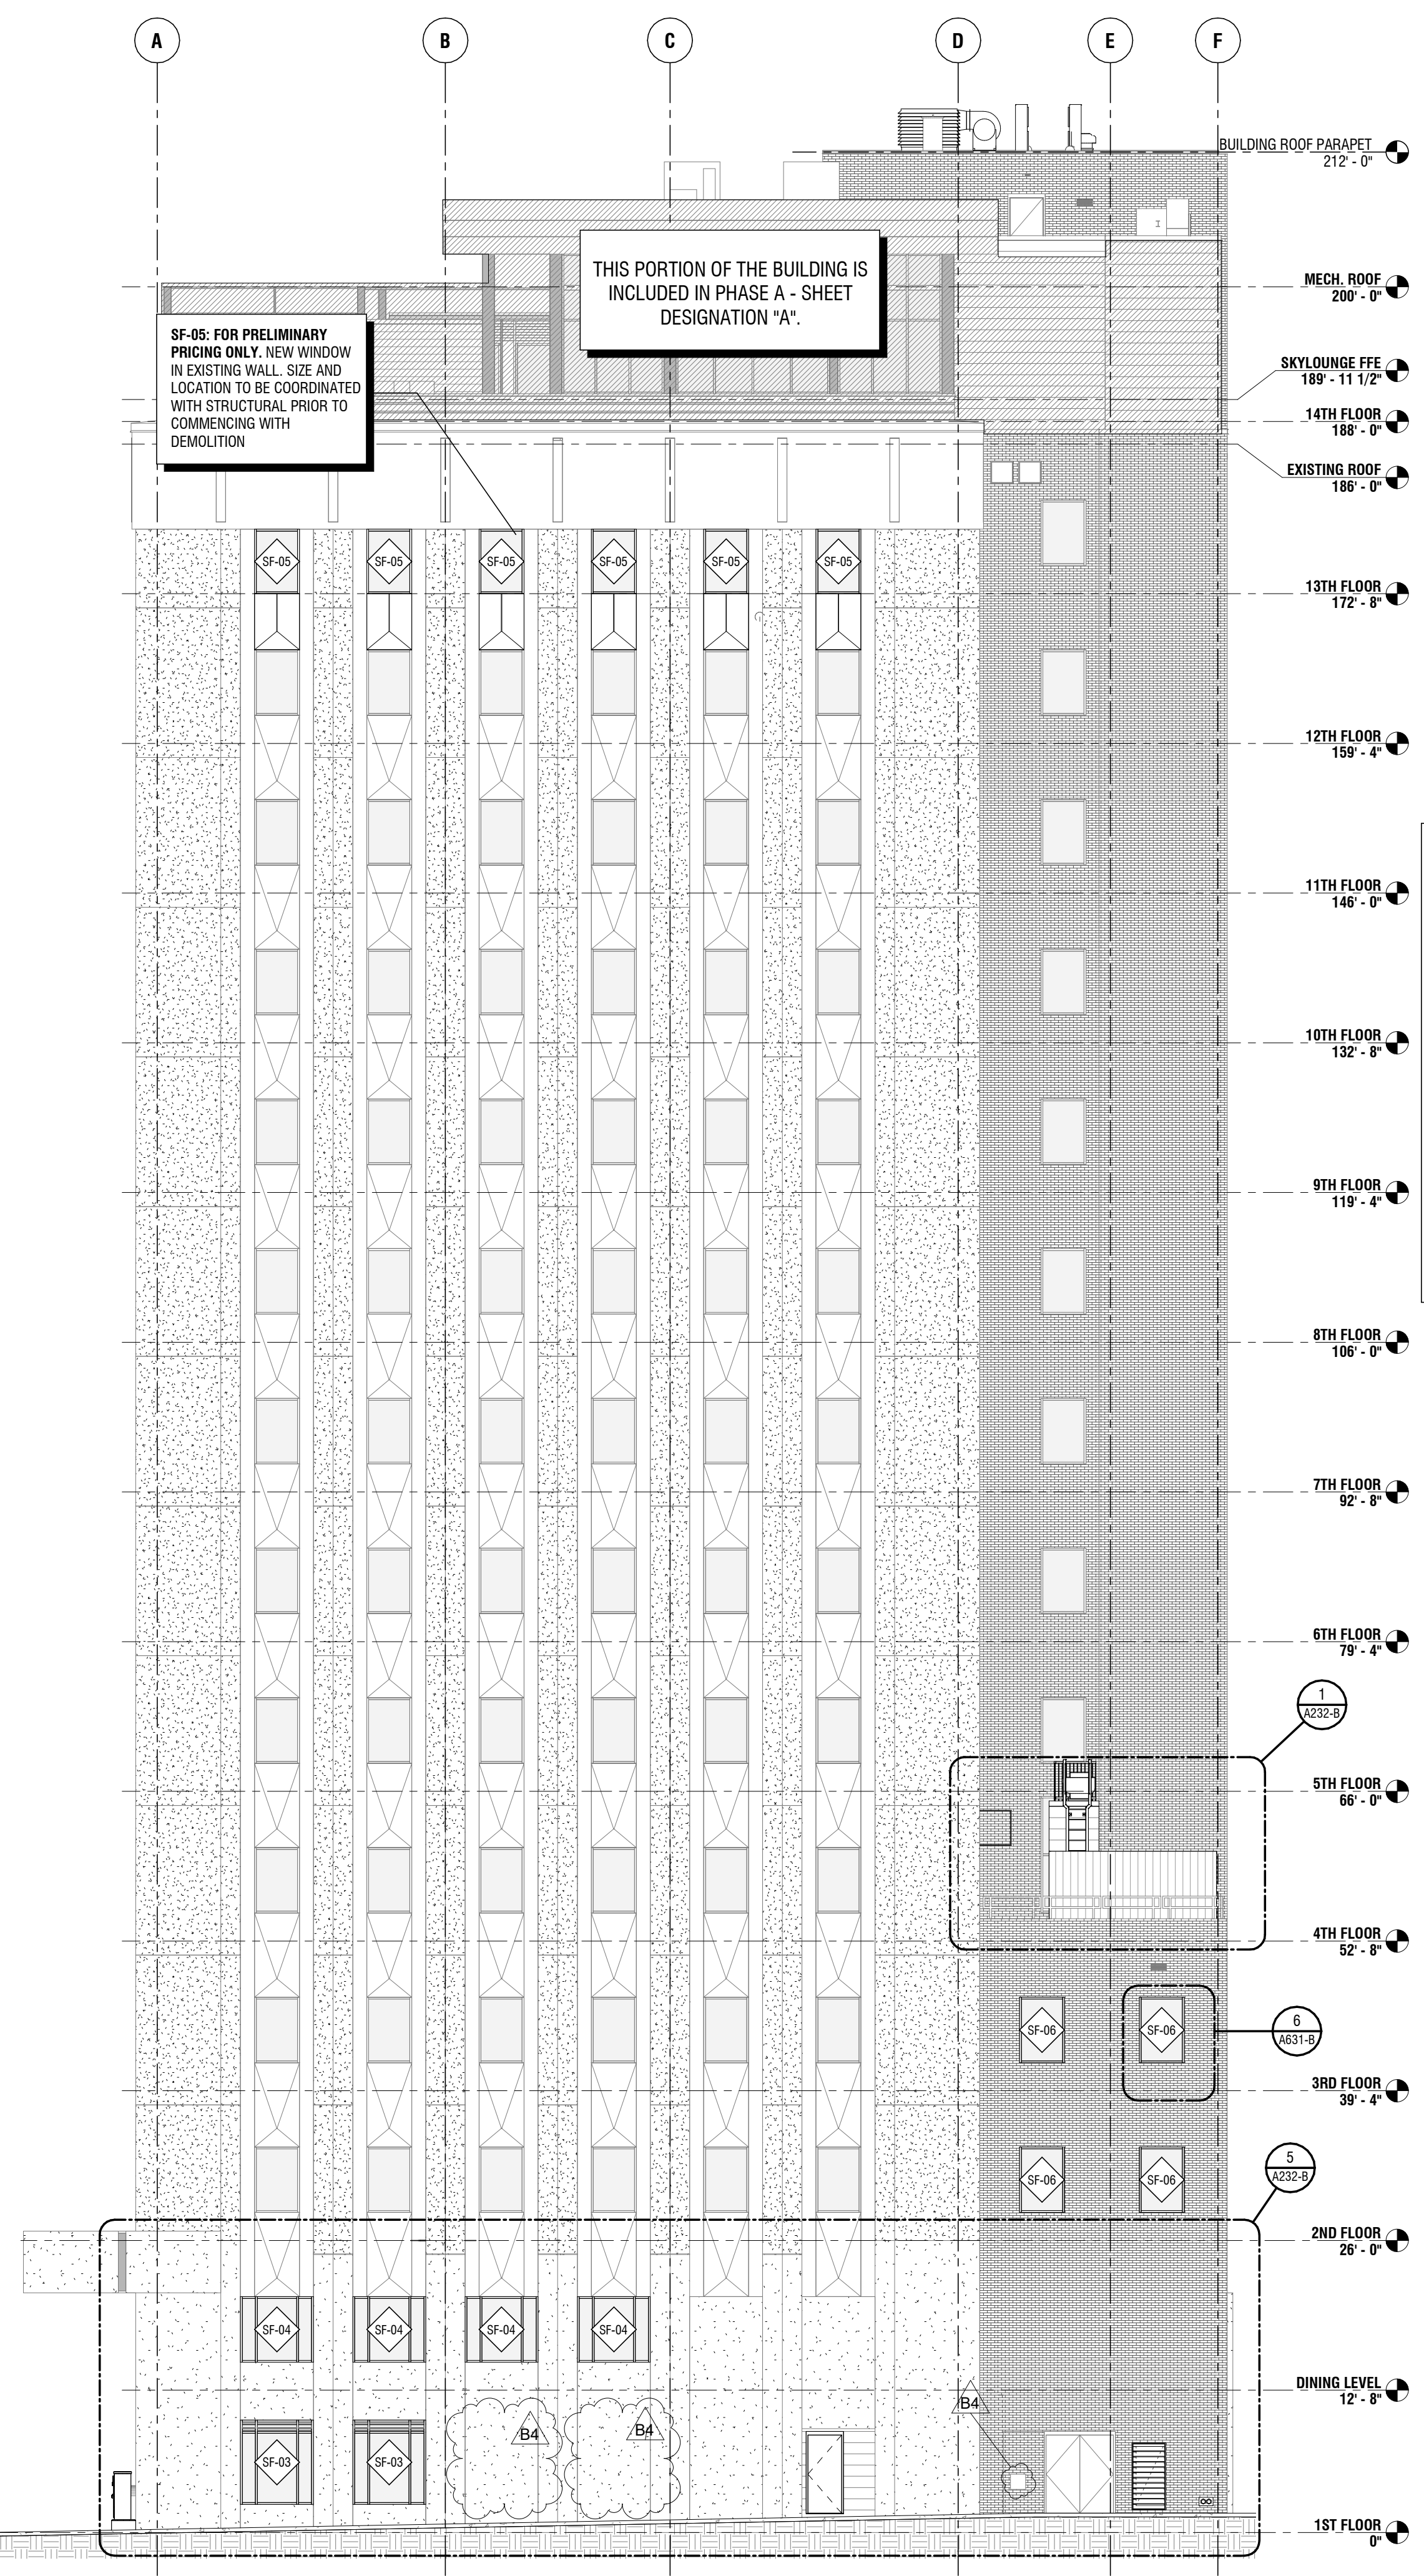 A B C D E F
BUILDING ROOF PARAPET
212' - 0"
THIS PORTION OF THE BUILDING IS
INCLUDED IN PHASE A - SHEET
DESIGNATION "A".
MECH. ROOF
200' - 0"
SF-05: FOR PRELIMINARY
PRICING ONLY. NEW WINDOW
IN EXISTING WALL. SIZE AND
LOCATION TO BE COORDINATED
WITH STRUCTURAL PRIOR TO
COMMENCING WITH
DEMOLITION
SKYLOUNGE FFE
189' - 11 1/2"
14TH FLOOR
188' - 0"
EXISTING ROOF
186' - 0"
SF-05 SF-05 SF-05 SF-05 SF-05 SF-05
13TH FLOOR
172' - 8"
12TH FLOOR
159' - 4"
11TH FLOOR
146' - 0"
10TH FLOOR
132' - 8"
9TH FLOOR
119' - 4"
8TH FLOOR
106' - 0"
7TH FLOOR
92' - 8"
6TH FLOOR
79' - 4"
1
A232-B
5TH FLOOR
66' - 0"
4TH FLOOR
52' - 8"
SF-06 SF-06
6
A631-B
3RD FLOOR
39' - 4"
5
A232-B
SF-06 SF-06
2ND FLOOR
26' - 0"
SF-04 SF-04 SF-04 SF-04
DINING LEVEL
12' - 8"
B4 B4 B4
SF-03 SF-03
1ST FLOOR
0"